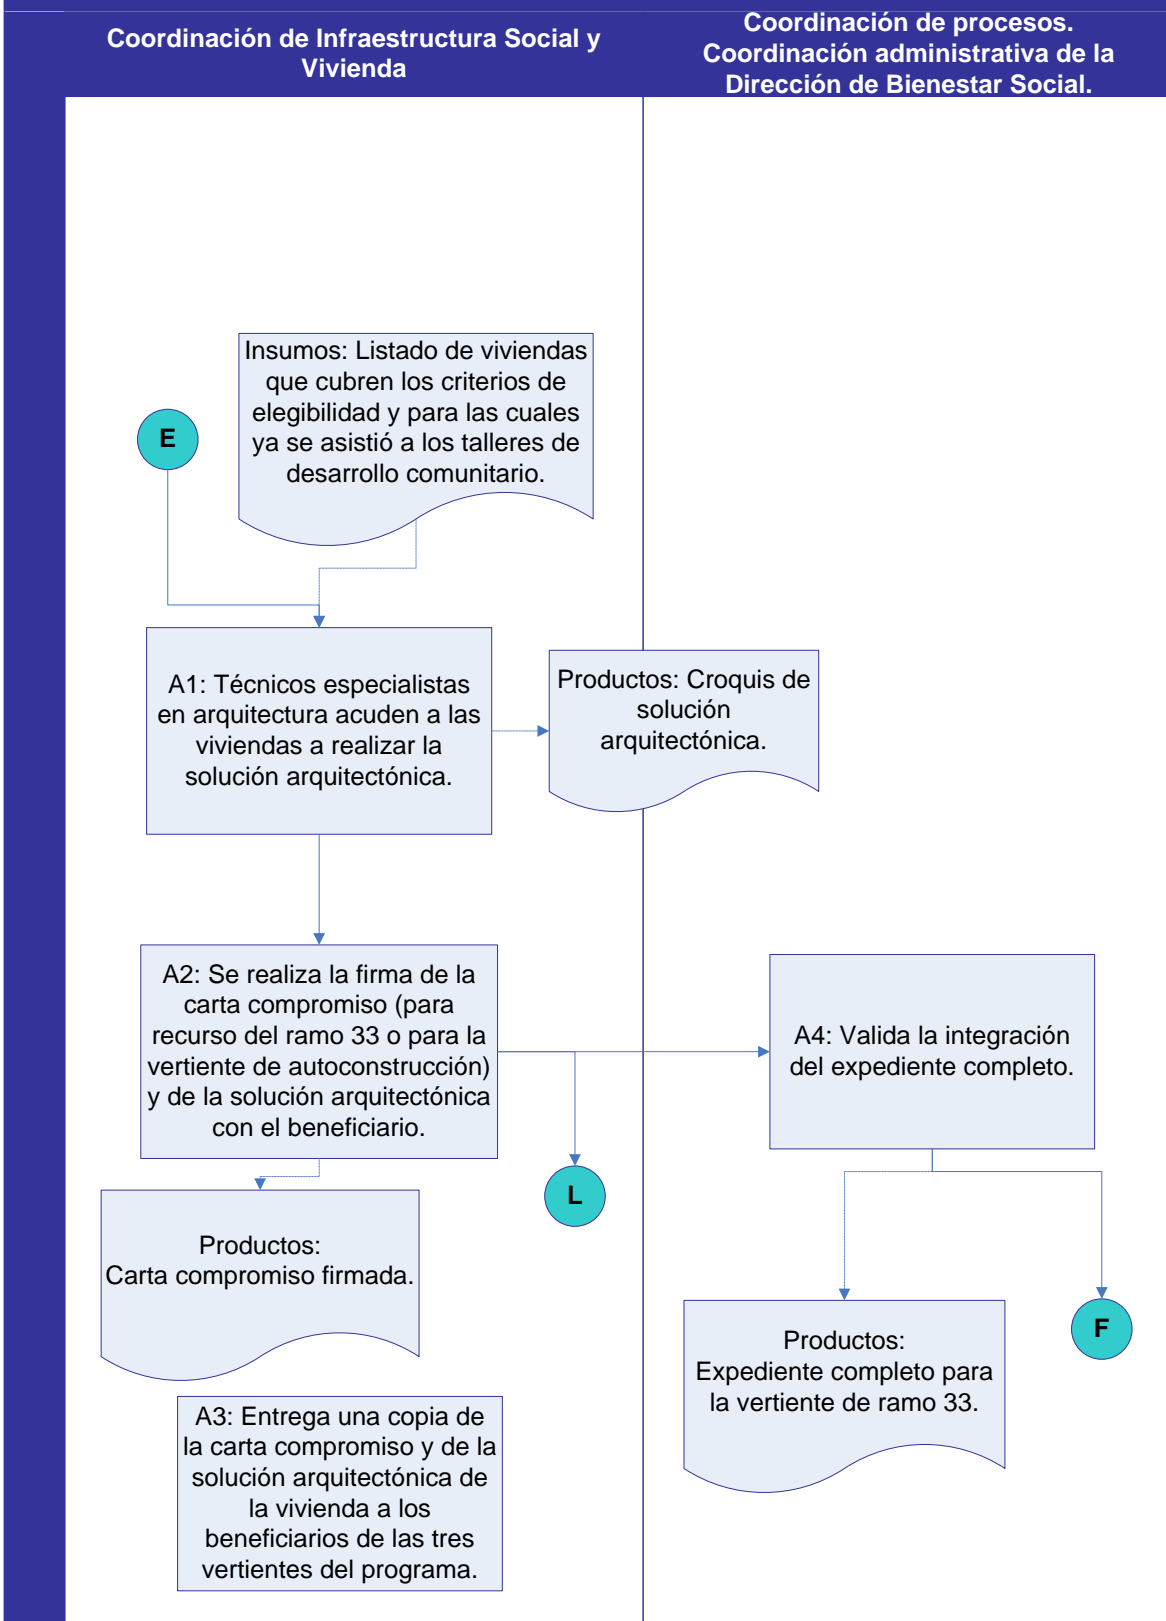 Coordinación de Infraestructura Social y
Vivienda
Coordinación de procesos.
Coordinación administrativa de la
Dirección de Bienestar Social.
Insumos: Listado de viviendas
que cubren los criterios de
elegibilidad y para las cuales
ya se asistió a los talleres de
desarrollo comunitario.
E
A1: Técnicos especialistas
en arquitectura acuden a las
viviendas a realizar la
solución arquitectónica.
Productos: Croquis de
solución
arquitectónica.
A2: Se realiza la firma de la
carta compromiso (para
recurso del ramo 33 o para la
vertiente de autoconstrucción)
y de la solución arquitectónica
con el beneficiario.
A4: Valida la integración
del expediente completo.
L
Productos:
Carta compromiso firmada.
Productos:
Expediente completo para
la vertiente de ramo 33.
F
A3: Entrega una copia de
la carta compromiso y de la
solución arquitectónica de
la vivienda a los
beneficiarios de las tres
vertientes del programa.